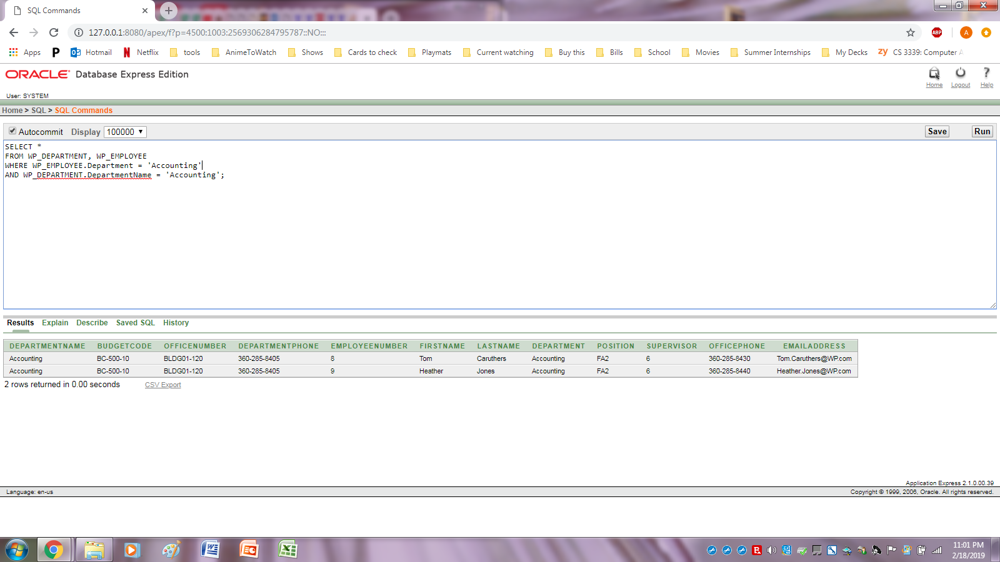 SQL Commands
127.0.0.1:8080/apex/f?p=4500:1003:2569306284795787::NO:::
ABP
A
Apps
P
Hotmail
N
Netflix
tools
AnimeToWatch
Shows
Cards to check
Playmats
Current watching
Buy this
Bills
School
Movies
Summer Internships
My Decks
zy CS 3339: Computer A
ORACLE Database Express Edition
Home
Logout
? Help
User: SYSTEM
Home > SQL > SQL Commands
Autocommit Display 100000
Save Run
SELECT *
FROM WP_DEPARTMENT, WP_EMPLOYEE
WHERE WP_EMPLOYEE.Department = 'Accounting'
AND WP_DEPARTMENT.DepartmentName = 'Accounting';
Results Explain Describe Saved SQL History
DEPARTMENTNAME BUDGETCODE OFFICENUMBER DEPARTMENTPHONE EMPLOYEENUMBER FIRSTNAME LASTNAME DEPARTMENT POSITION SUPERVISOR OFFICEPHONE EMAILADDRESS
Accounting BC-500-10 BLDG01-120 360-285-8405 8 Tom Caruthers Accounting FA2 6 360-285-8430 Tom.Caruthers@WP.com
Accounting BC-500-10 BLDG01-120 360-285-8405 9 Heather Jones Accounting FA2 6 360-285-8440 Heather.Jones@WP.com
2 rows returned in 0.00 seconds CSV Export
Application Express 2.1.0.00.39
Language: en-us Copyright © 1999, 2006, Oracle. All rights reserved.
11:01 PM
2/18/2019